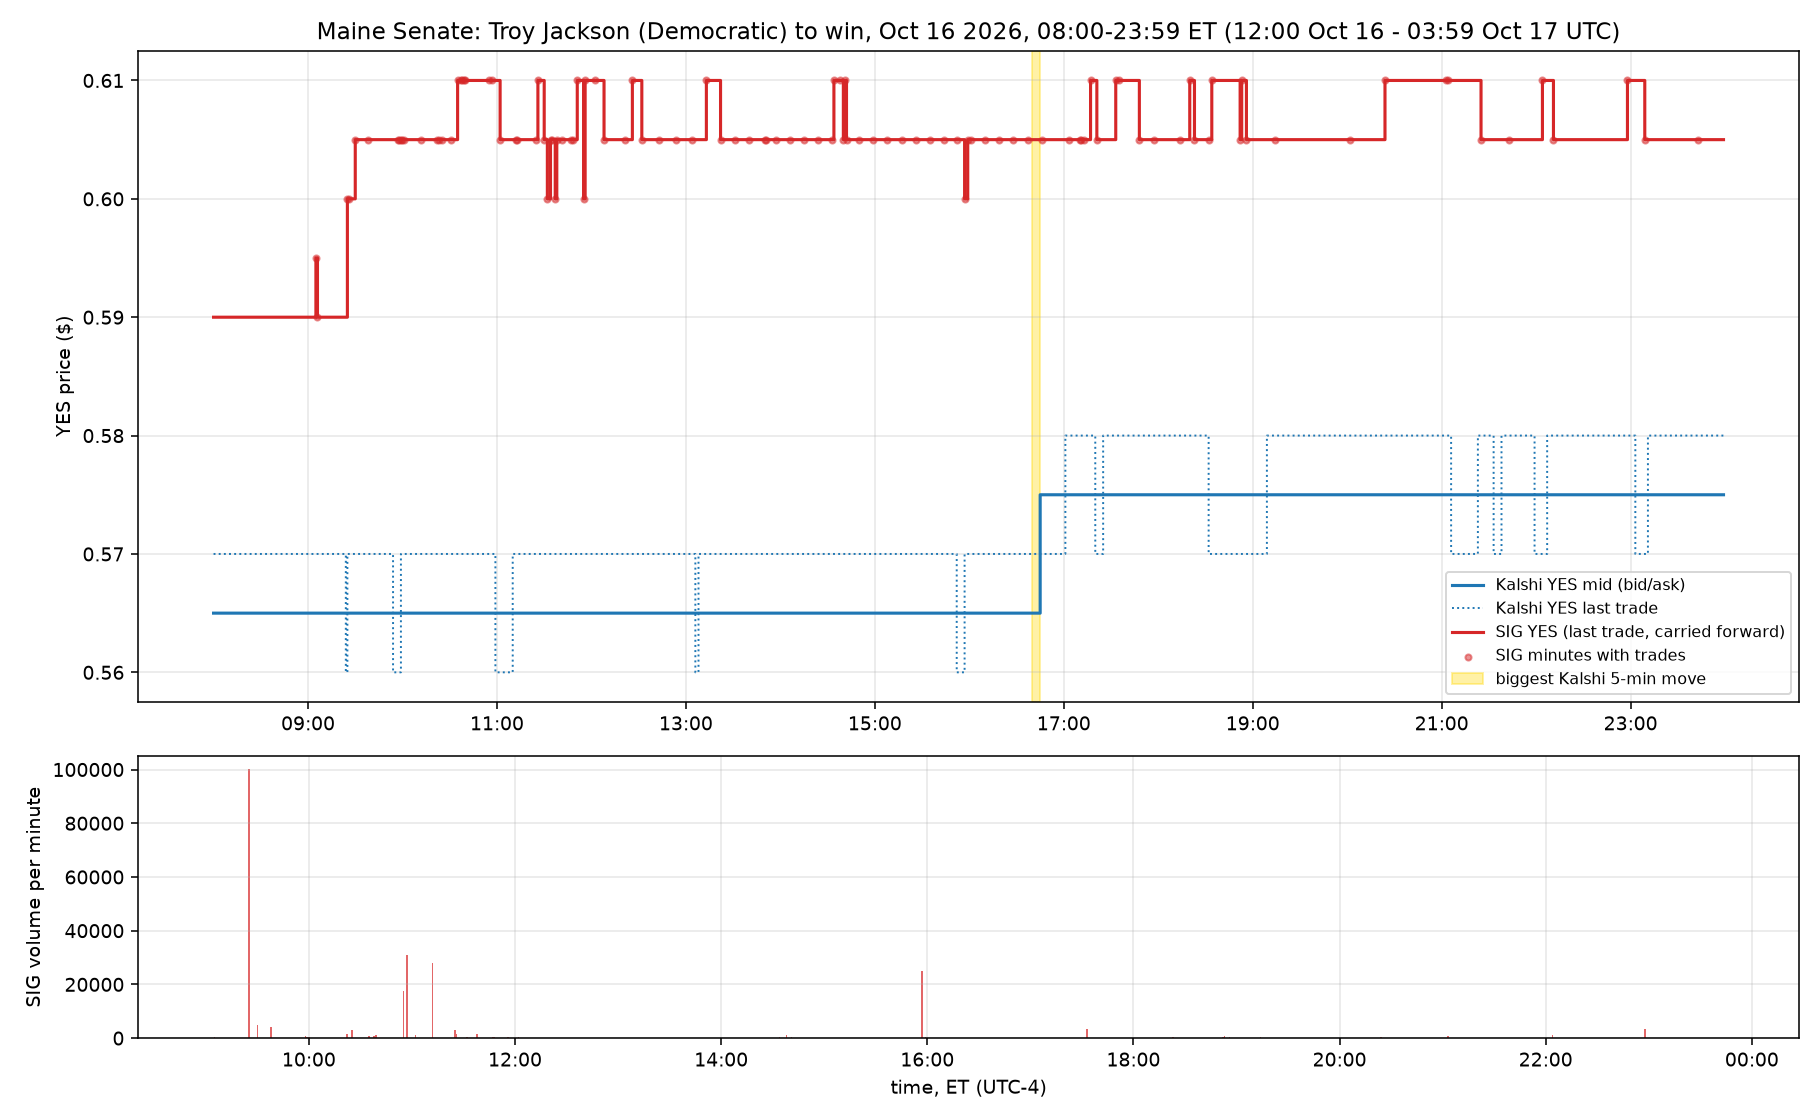 Maine Senate: Troy Jackson (Democratic) to win, Oct 16 2026, 08:00-23:59 ET (12:00 Oct 16 - 03:59 Oct 17 UTC)
YES price ($)
0.61
0.60
0.59
0.58
0.57
0.56
Kalshi YES mid (bid/ask)
Kalshi YES last trade
SIG YES (last trade, carried forward)
SIG minutes with trades
biggest Kalshi 5-min move
09:00 11:00 13:00 15:00 17:00 19:00 21:00 23:00
SIG volume per minute
100000
80000
60000
40000
20000
0
10:00 12:00 14:00 16:00 18:00 20:00 22:00 00:00
time, ET (UTC-4)